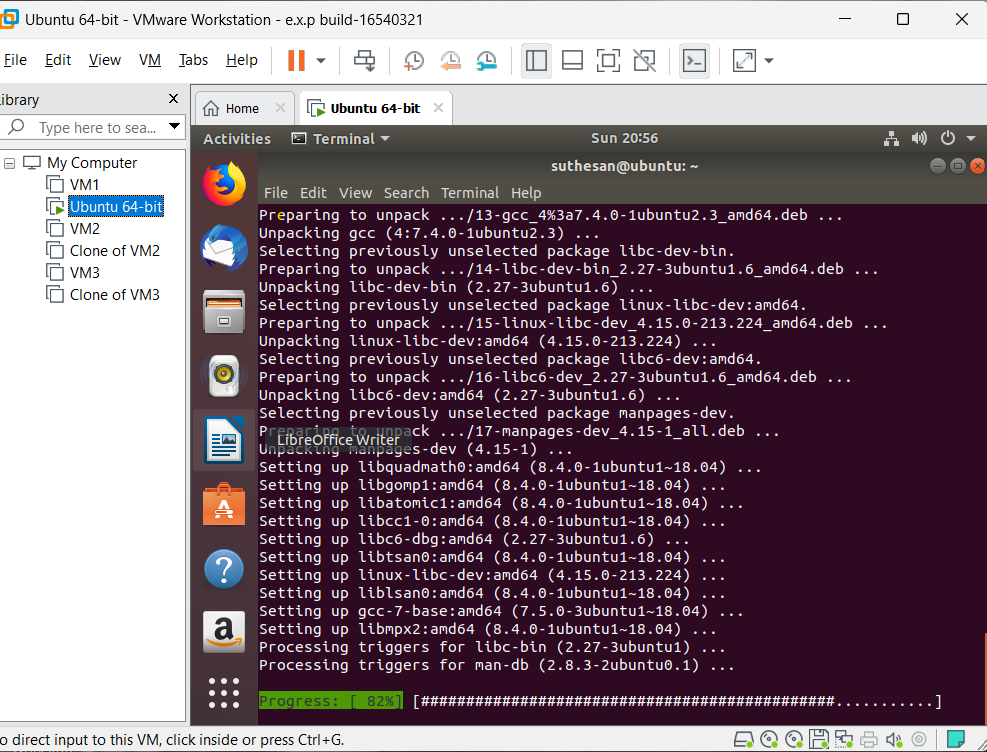 Ubuntu 64-bit - VMware Workstation - e.x.p build-16540321
File Edit View VM Tabs Help
ibrary
Type here to sea...
My Computer
VM1
Ubuntu 64-bit
VM2
Clone of VM2
VM3
Clone of VM3
Home
Ubuntu 64-bit
Activities Terminal Sun 20:56
suthesan@ubuntu: ~
File Edit View Search Terminal Help
Preparing to unpack .../13-gcc_4%3a7.4.0-1ubuntu2.3_amd64.deb ...
Unpacking gcc (4:7.4.0-1ubuntu2.3) ...
Selecting previously unselected package libc-dev-bin.
Preparing to unpack .../14-libc-dev-bin_2.27-3ubuntu1.6_amd64.deb ...
Unpacking libc-dev-bin (2.27-3ubuntu1.6) ...
Selecting previously unselected package linux-libc-dev:amd64.
Preparing to unpack .../15-linux-libc-dev_4.15.0-213.224_amd64.deb ...
Unpacking linux-libc-dev:amd64 (4.15.0-213.224) ...
Selecting previously unselected package libc6-dev:amd64.
Preparing to unpack .../16-libc6-dev_2.27-3ubuntu1.6_amd64.deb ...
Unpacking libc6-dev:amd64 (2.27-3ubuntu1.6) ...
Selecting previously unselected package manpages-dev.
Preparing to unpack .../17-manpages-dev_4.15-1_all.deb ...
LibreOffice Writer
Unpacking manpages-dev (4.15-1) ...
Setting up libquadmath0:amd64 (8.4.0-1ubuntu1~18.04) ...
Setting up libgomp1:amd64 (8.4.0-1ubuntu1~18.04) ...
Setting up libatomic1:amd64 (8.4.0-1ubuntu1~18.04) ...
Setting up libcc1-0:amd64 (8.4.0-1ubuntu1~18.04) ...
Setting up libc6-dbg:amd64 (2.27-3ubuntu1.6) ...
Setting up libtsan0:amd64 (8.4.0-1ubuntu1~18.04) ...
Setting up linux-libc-dev:amd64 (4.15.0-213.224) ...
Setting up liblsan0:amd64 (8.4.0-1ubuntu1~18.04) ...
Setting up gcc-7-base:amd64 (7.5.0-3ubuntu1~18.04) ...
Setting up libmpx2:amd64 (8.4.0-1ubuntu1~18.04) ...
Processing triggers for libc-bin (2.27-3ubuntu1) ...
Processing triggers for man-db (2.8.3-2ubuntu0.1) ...
Progress: [ 82%] [##############################################...........]
o direct input to this VM, click inside or press Ctrl+G.